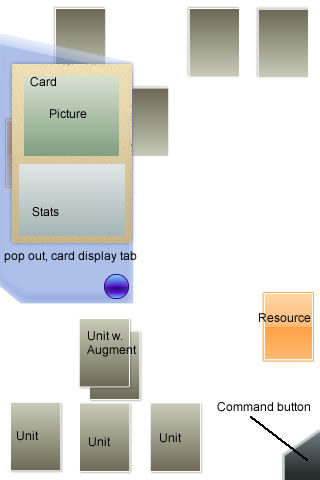 Card
Picture
Stats
pop out, card display tab
Resource
Unit w.
Augment
Command button
Unit
Unit
Unit